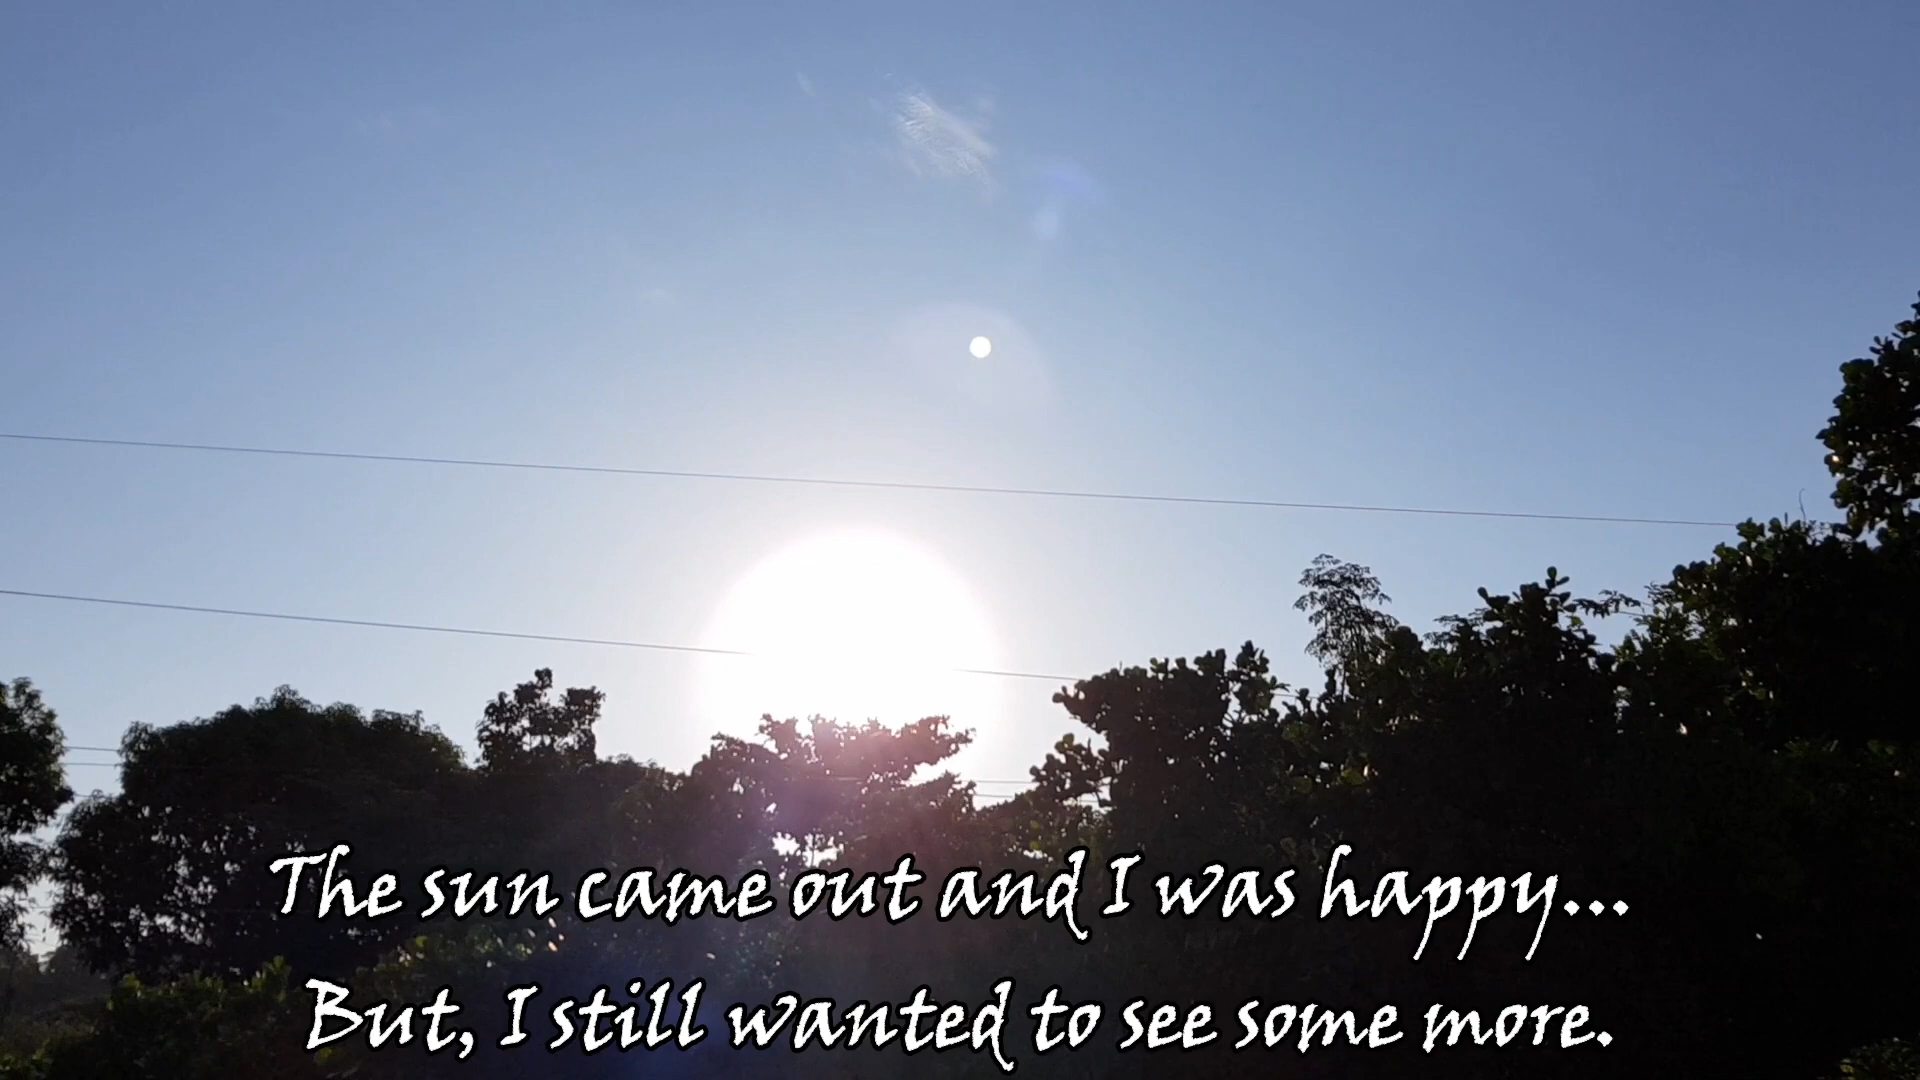 The sun came out and I was happy...
But, I still wanted to see some more.